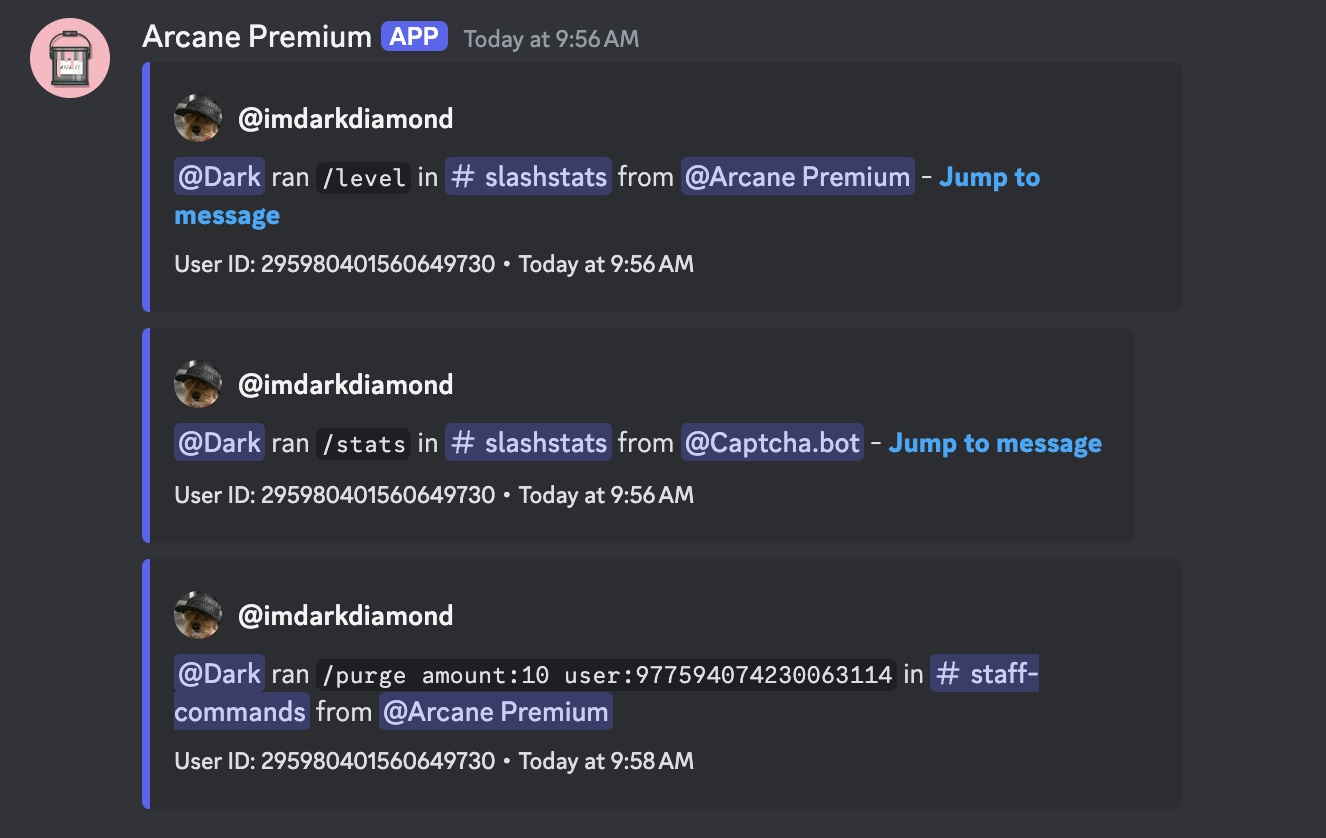 Arcane Premium APP Today at 9:56 AM
@imdarkdiamond
@Dark ran /level in # slashstats from @Arcane Premium - Jump to
message
User ID: 295980401560649730 • Today at 9:56 AM
@imdarkdiamond
@Dark ran /stats in # slashstats from @Captcha.bot - Jump to message
User ID: 295980401560649730 • Today at 9:56 AM
@imdarkdiamond
@Dark ran /purge amount:10 user:977594074230063114 in # staff-
commands from @Arcane Premium
User ID: 295980401560649730 • Today at 9:58 AM